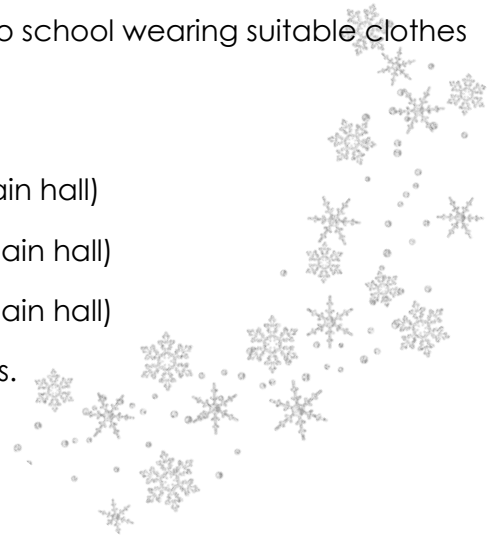 o school wearing suitable clothes
ain hall)
ain hall)
ain hall)
s.